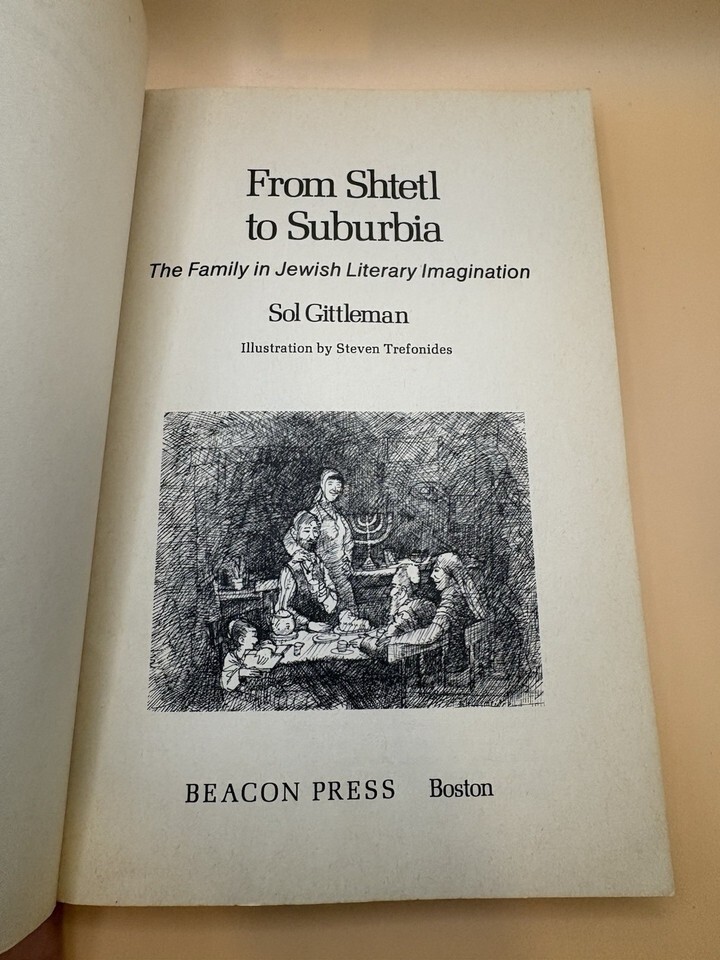 From Shtetl
to Suburbia
The Family in Jewish Literary Imagination
Sol Gittleman
Illustration by Steven Trefonides
BEACON PRESS Boston